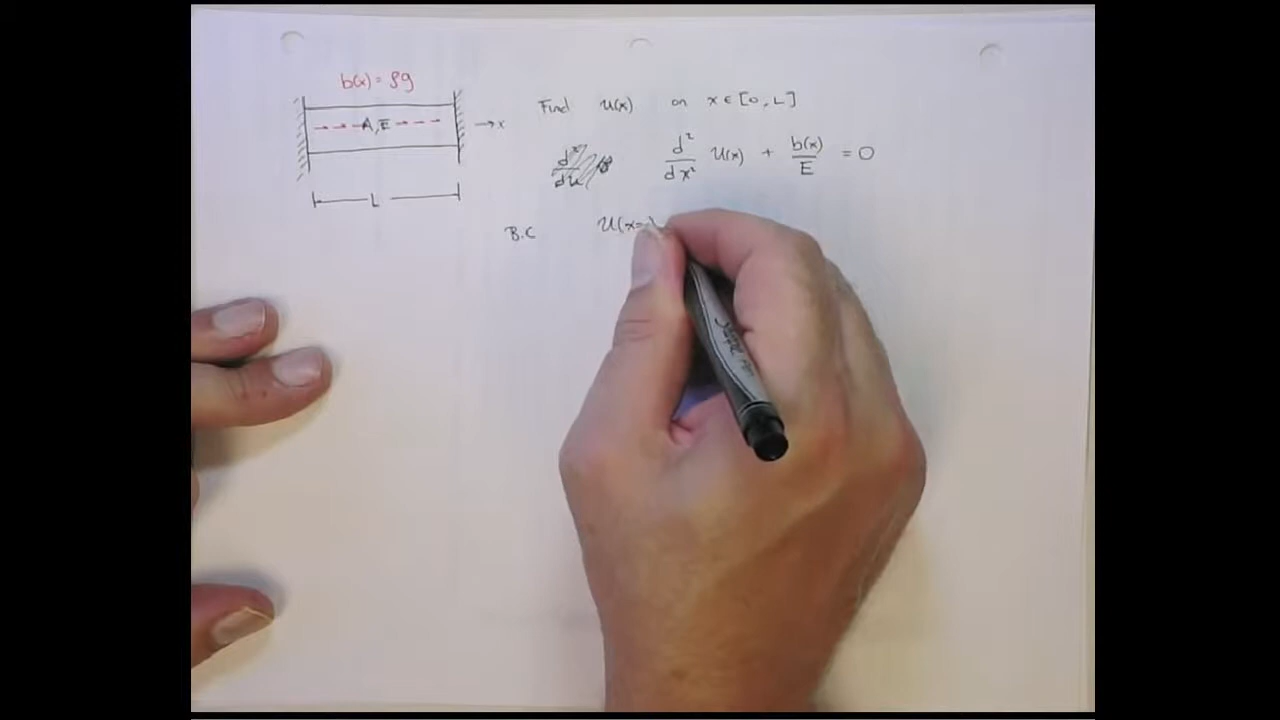 b(x) = ρg
A,E
→x
L
Find u(x) on x ∈ [0, L]
d²/dx² u(x) + b(x)/E = 0
B.C u(x=